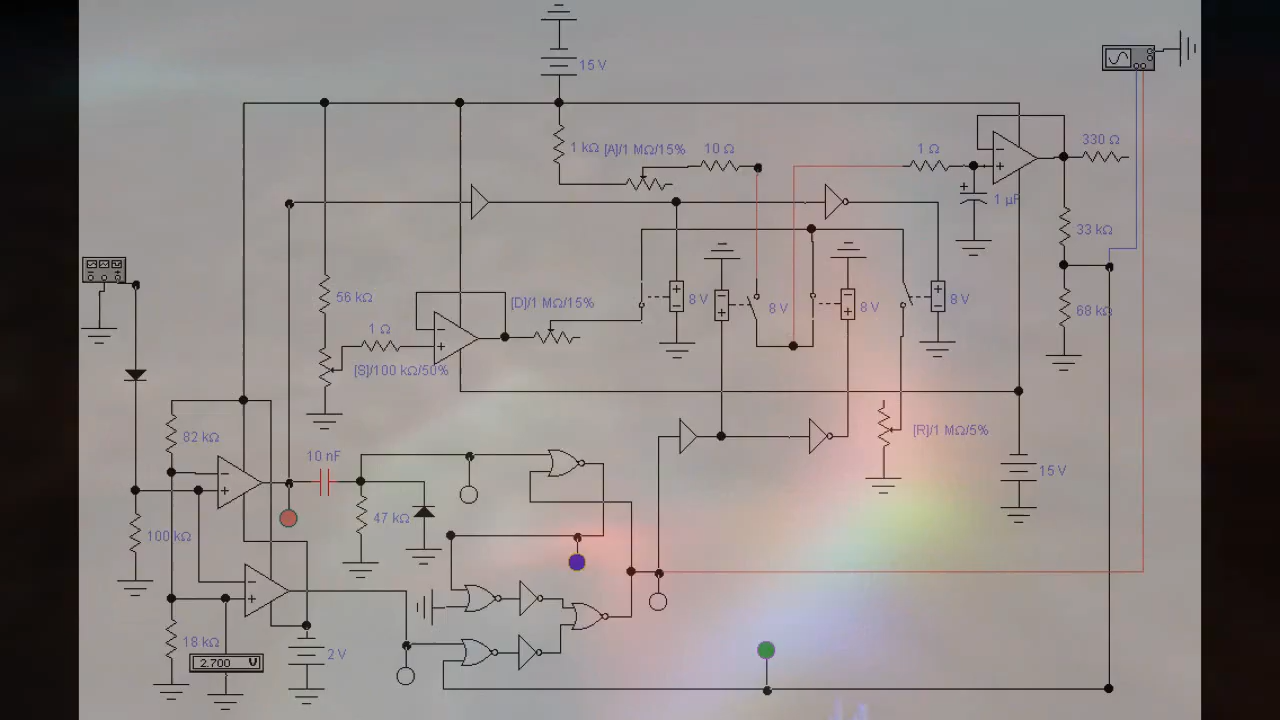 15 V
330 Ω
1 kΩ
[A]/1 MΩ/15%
10 Ω
1 Ω
1 µF
33 kΩ
56 kΩ
[D]/1 MΩ/15%
8 V
8 V
8 V
8 V
68 kΩ
1 Ω
[S]/100 kΩ/50%
82 kΩ
[R]/1 MΩ/5%
10 nF
15 V
47 kΩ
100 kΩ
18 kΩ
2.700 V
2 V